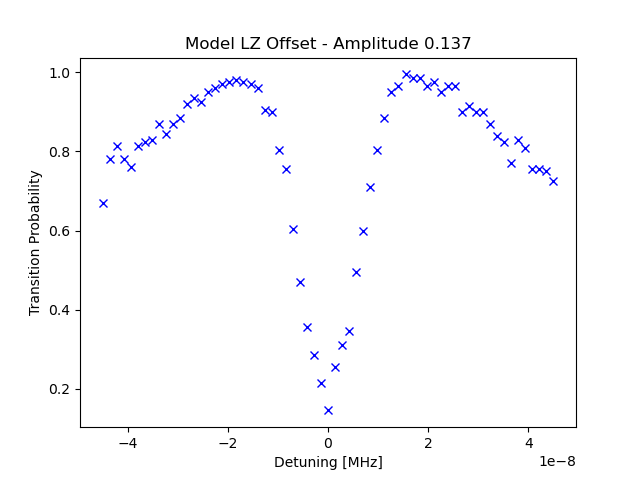 Model LZ Offset - Amplitude 0.137
Transition Probability
1.0
0.8
0.6
0.4
0.2
−4
−2
0
2
4
1e−8
Detuning [MHz]